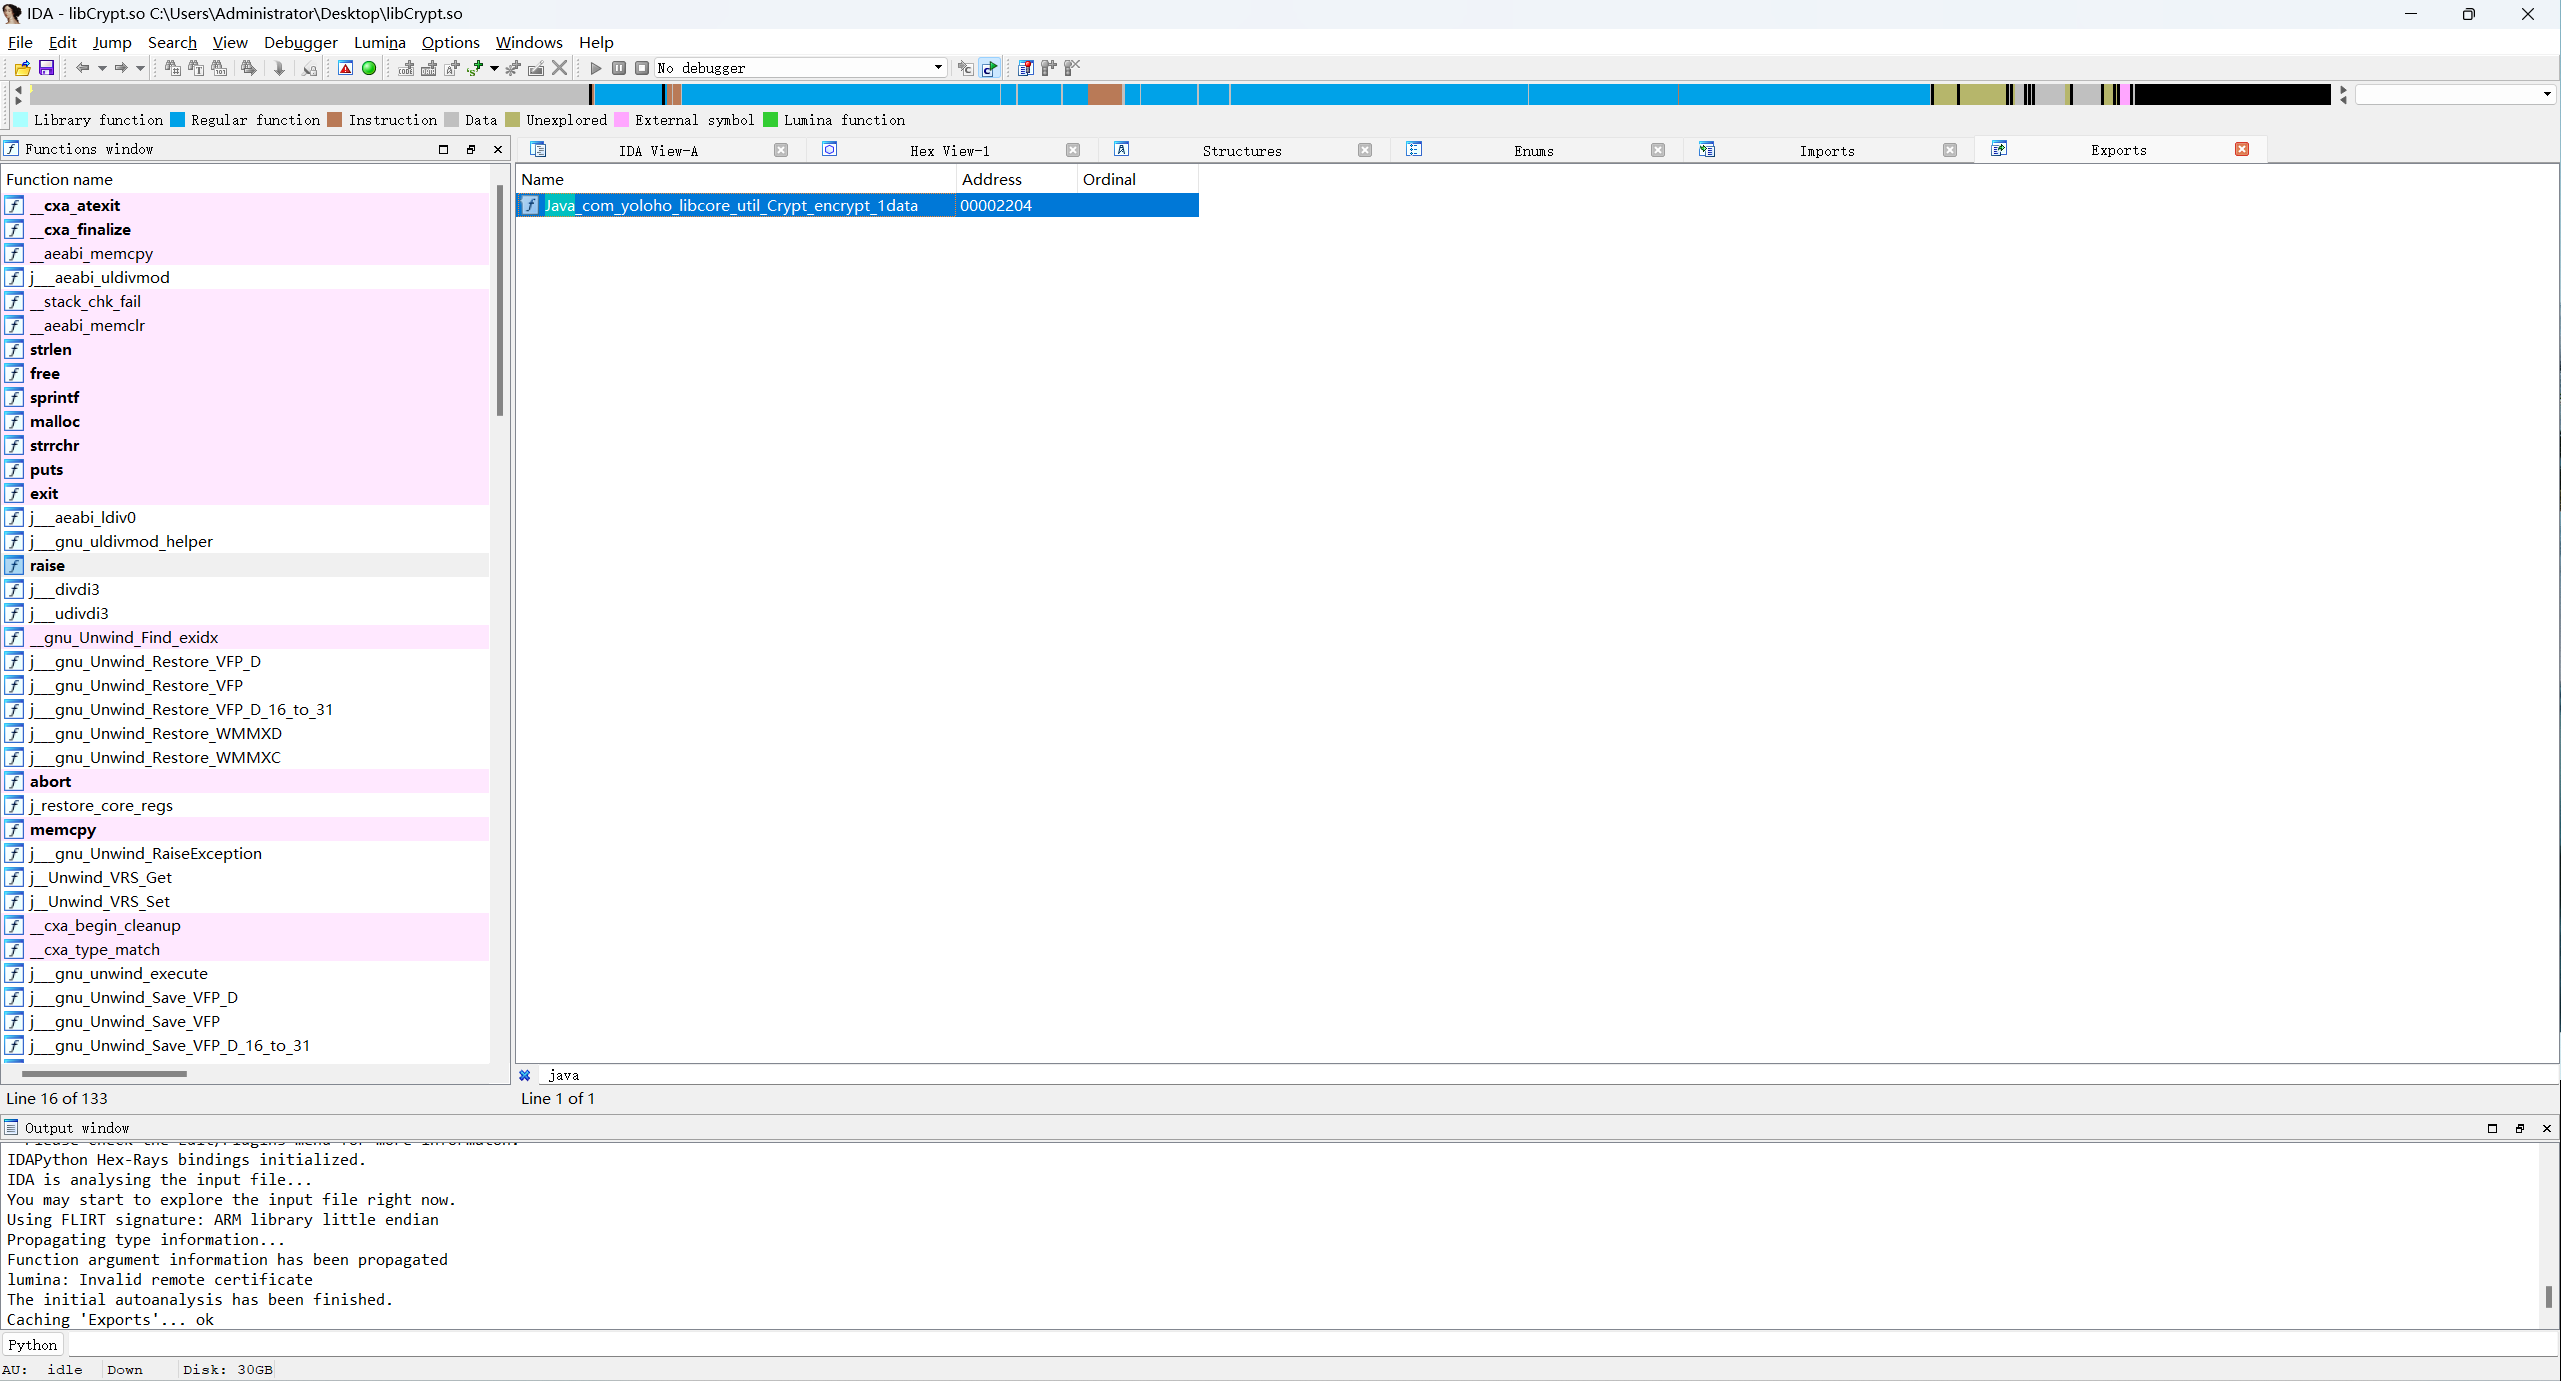 IDA - libCrypt.so C:\Users\Administrator\Desktop\libCrypt.so
File Edit Jump Search View Debugger Lumina Options Windows Help
No debugger
Library function Regular function Instruction Data Unexplored External symbol Lumina function
Functions window
IDA View-A Hex View-1 Structures Enums Imports Exports
Function name
__cxa_atexit
__cxa_finalize
__aeabi_memcpy
j___aeabi_uldivmod
__stack_chk_fail
__aeabi_memclr
strlen
free
sprintf
malloc
strrchr
puts
exit
j___aeabi_ldiv0
j___gnu_uldivmod_helper
raise
j___divdi3
j___udivdi3
__gnu_Unwind_Find_exidx
j___gnu_Unwind_Restore_VFP_D
j___gnu_Unwind_Restore_VFP
j___gnu_Unwind_Restore_VFP_D_16_to_31
j___gnu_Unwind_Restore_WMMXD
j___gnu_Unwind_Restore_WMMXC
abort
j_restore_core_regs
memcpy
j___gnu_Unwind_RaiseException
j__Unwind_VRS_Get
j__Unwind_VRS_Set
__cxa_begin_cleanup
__cxa_type_match
j___gnu_unwind_execute
j___gnu_Unwind_Save_VFP_D
j___gnu_Unwind_Save_VFP
j___gnu_Unwind_Save_VFP_D_16_to_31
Line 16 of 133
Name Address Ordinal
Java_com_yoloho_libcore_util_Crypt_encrypt_1data 00002204
java
Line 1 of 1
Output window
IDAPython Hex-Rays bindings initialized.
IDA is analysing the input file...
You may start to explore the input file right now.
Using FLIRT signature: ARM library little endian
Propagating type information...
Function argument information has been propagated
lumina: Invalid remote certificate
The initial autoanalysis has been finished.
Caching 'Exports'... ok
Python
AU: idle Down Disk: 30GB